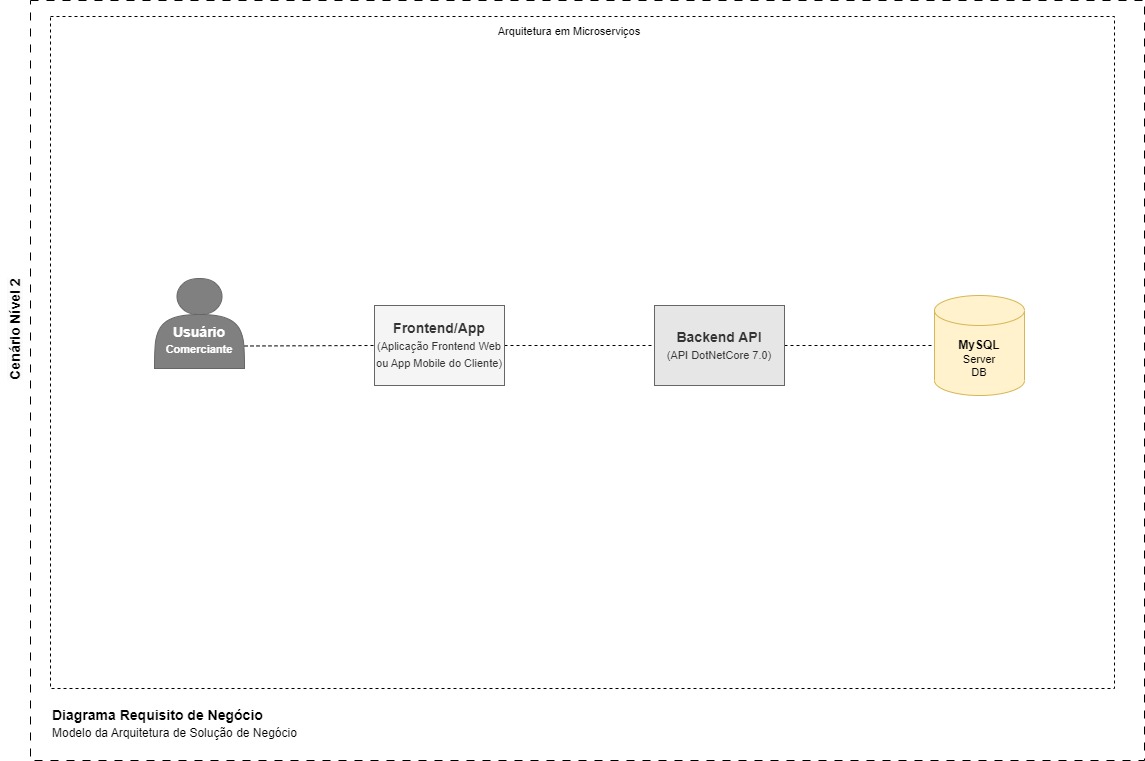 Arquitetura em Microserviços
Cenário Nível 2
Usuário
Comerciante
Frontend/App
(Aplicação Frontend Web
ou App Mobile do Cliente)
Backend API
(API DotNetCore 7.0)
MySQL
Server
DB
Diagrama Requisito de Negócio
Modelo da Arquitetura de Solução de Negócio